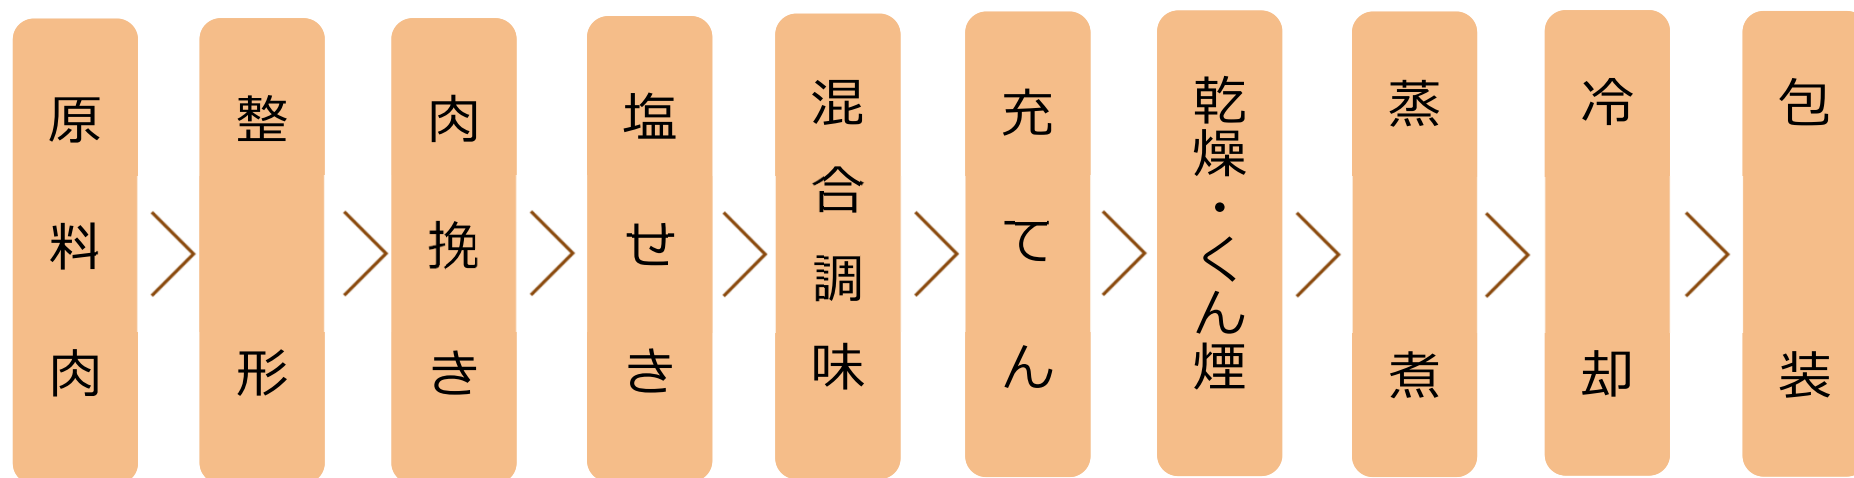 原料肉
整形
肉挽き
塩せき
混合調味
充てん
乾燥・くん煙
蒸煮
冷却
包装